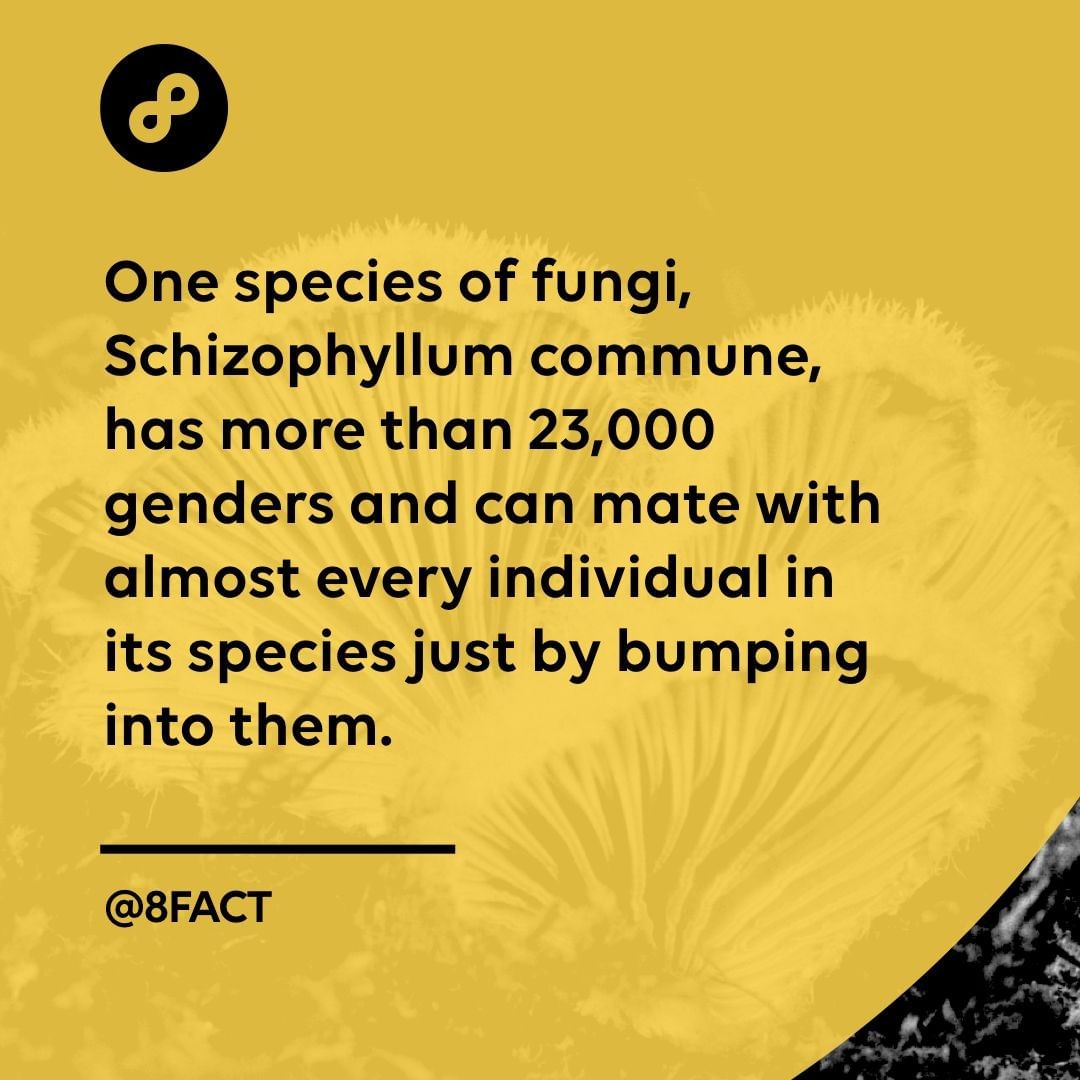 One species of fungi,
Schizophyllum commune,
has more than 23,000
genders and can mate with
almost every individual in
its species just by bumping
into them.
@8FACT